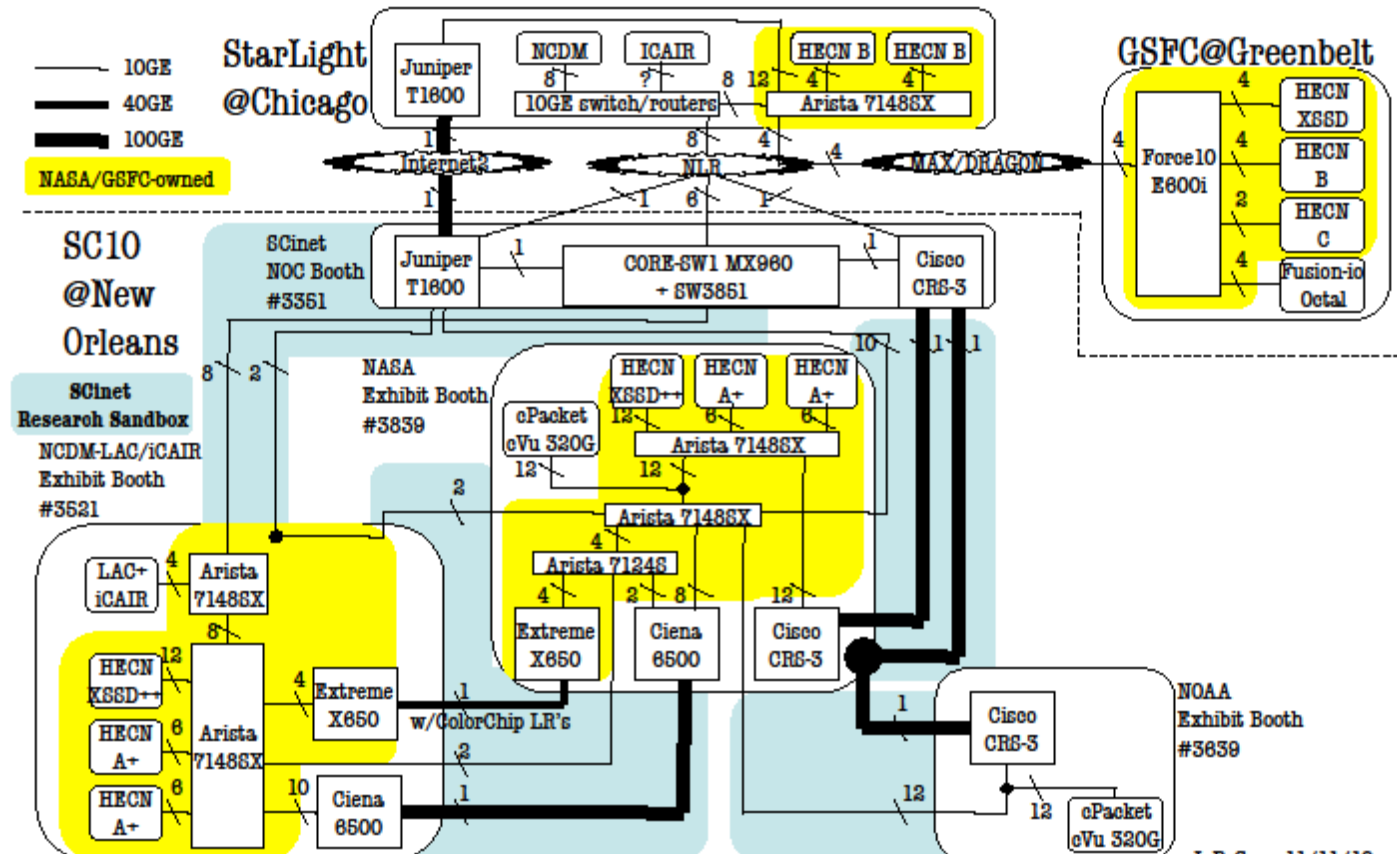 10GE
40GE
100GE
NASA/GSFC-owned
StarLight
@Chicago
Juniper
T1600
NCDM
ICAIR
HECN B
HECN B
8
?
8
12
4
4
10GE switch/routers
Arista 7148SX
GSFC@Greenbelt
1
8
4
Internet2
NLR
4
MAX/DRAGON
4
Force10
E600i
4
HECN
XSSD
4
HECN
B
2
HECN
C
4
Fusion-io
Octal
1
1
6
1
SC10
@New
Orleans
SCinet
NOC Booth
#3351
Juniper
T1600
1
CORE-SW1 MX960
+ SW3851
1
Cisco
CRS-3
8
2
10
1
1
SCinet
Research Sandbox
NASA
Exhibit Booth
#3839
HECN
XSSD++
HECN
A+
HECN
A+
12
6
6
cPacket
cVu 320G
Arista 7148SX
12
12
Arista 7148SX
4
Arista 7124S
4
2
8
12
Extreme
X650
Ciena
6500
Cisco
CRS-3
NCDM-LAC/iCAIR
Exhibit Booth
#3521
2
LAC+
iCAIR
4
Arista
7148SX
8
HECN
XSSD++
12
HECN
A+
6
HECN
A+
6
Arista
7148SX
4
Extreme
X650
1
w/ColorChip LR's
2
10
Ciena
6500
1
NOAA
Exhibit Booth
#3639
1
Cisco
CRS-3
12
12
cPacket
cVu 320G